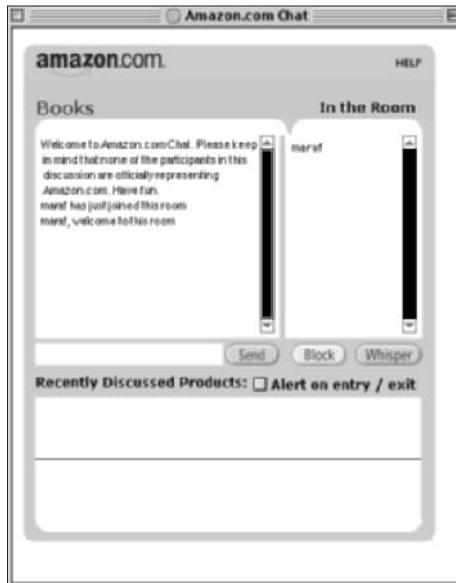 Amazon.com Chat
amazon.com.
HELP
Books
In the Room
Welcome to Amazon.com Chat. Please keep
in mind that none of the participants in this
discussion are officially representing
Amazon.com. Have fun.
maraf has just joined this room
maraf, welcome to this room
maraf
Send
Block
Whisper
Recently Discussed Products:
Alert on entry / exit